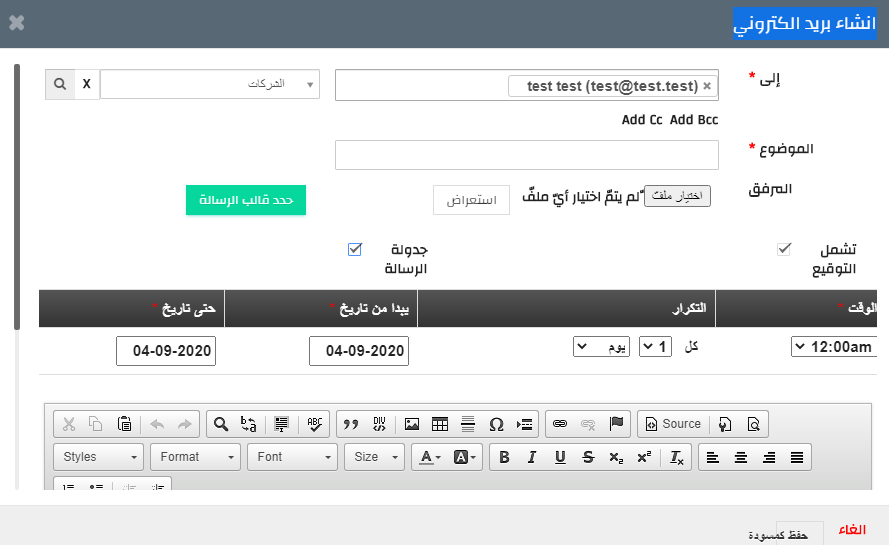 انشاء بريد الكتروني
إلى *
test test (test@test.test) ×
الشركات
X
Add Cc Add Bcc
الموضوع *
المرفق
اختيار ملف لم يتمّ اختيار أيّ ملفّ
استعراض
حدد قالب الرسالة
تشمل التوقيع
جدولة الرسالة
الوقت * التكرار يبدا من تاريخ * حتى تاريخ *
12:00am كل 1 يوم 04-09-2020 04-09-2020
Source
Styles Format Font Size
الغاء حفظ كمسودة